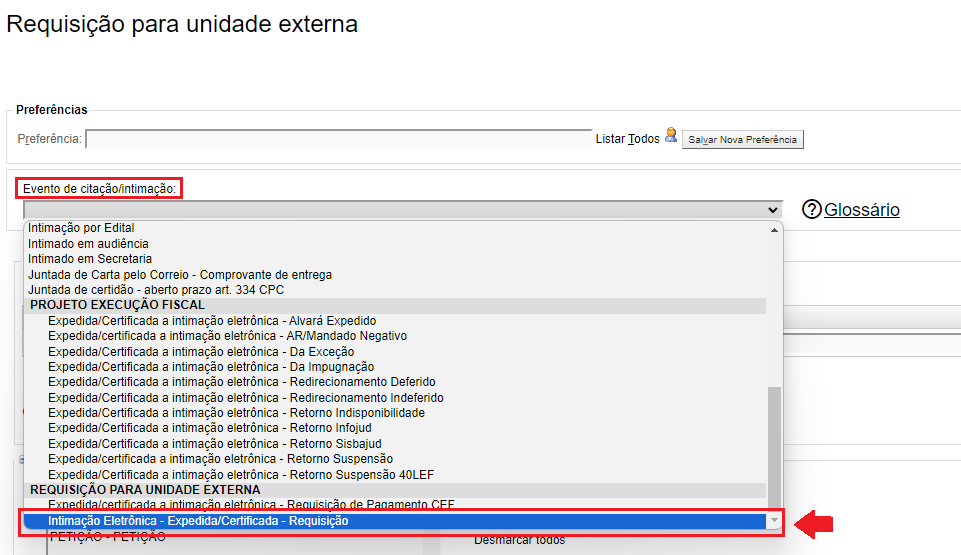 Requisição para unidade externa
Preferências
Preferência: Listar Todos Salvar Nova Preferência
Evento de citação/intimação:
Glossário
Intimação por Edital
Intimado em audiência
Intimado em Secretaria
Juntada de Carta pelo Correio - Comprovante de entrega
Juntada de certidão - aberto prazo art. 334 CPC
PROJETO EXECUÇÃO FISCAL
Expedida/Certificada a intimação eletrônica - Alvará Expedido
Expedida/certificada a intimação eletrônica - AR/Mandado Negativo
Expedida/Certificada a intimação eletrônica - Da Exceção
Expedida/Certificada a intimação eletrônica - Da Impugnação
Expedida/Certificada a intimação eletrônica - Redirecionamento Deferido
Expedida/Certificada a intimação eletrônica - Redirecionamento Indeferido
Expedida/Certificada a intimação eletrônica - Retorno Indisponibilidade
Expedida/Certificada a intimação eletrônica - Retorno Infojud
Expedida/Certificada a intimação eletrônica - Retorno Sisbajud
Expedida/certificada a intimação eletrônica - Retorno Suspensão
Expedida/Certificada a intimação eletrônica - Retorno Suspensão 40LEF
REQUISIÇÃO PARA UNIDADE EXTERNA
Expedida/certificada a intimação eletrônica - Requisição de Pagamento CEF
Intimação Eletrônica - Expedida/Certificada - Requisição
PETIÇÃO - PETIÇÃO
Desmarcar todos